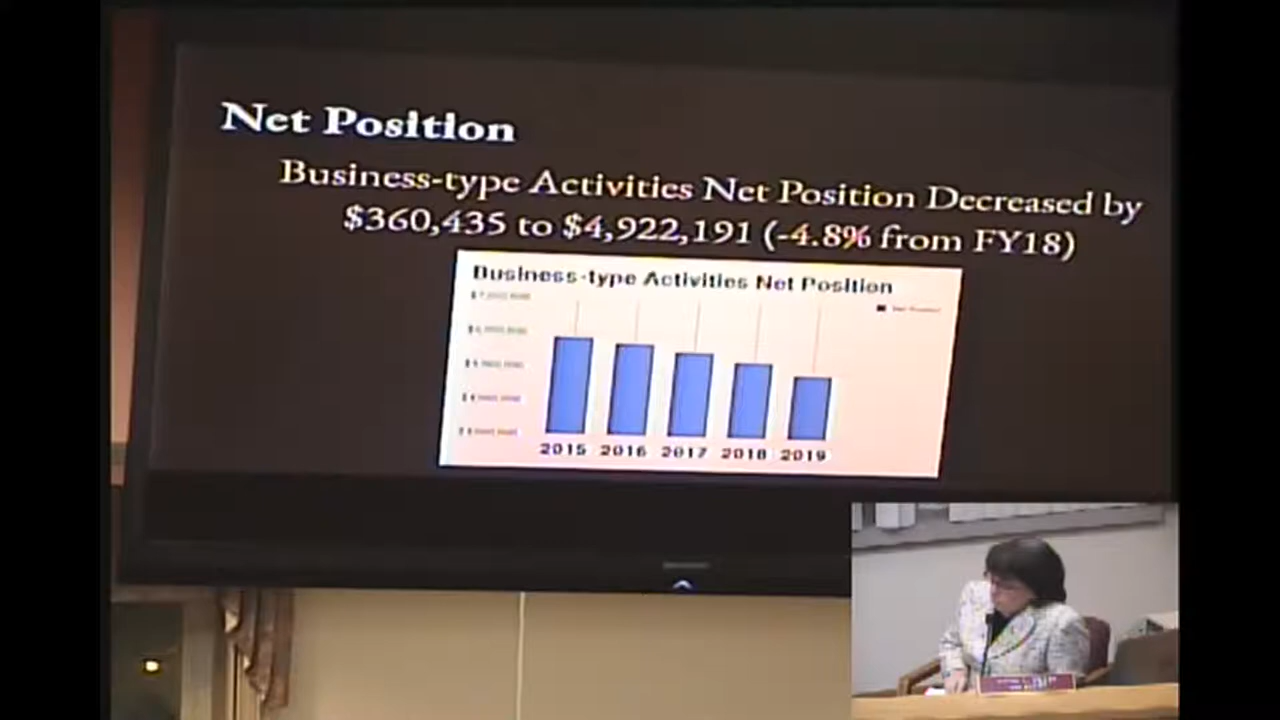 Net Position
Business-type Activities Net Position Decreased by
$360,435 to $4,922,191 (-4.8% from FY18)
Business-type Activities Net Position
2015 2016 2017 2018 2019